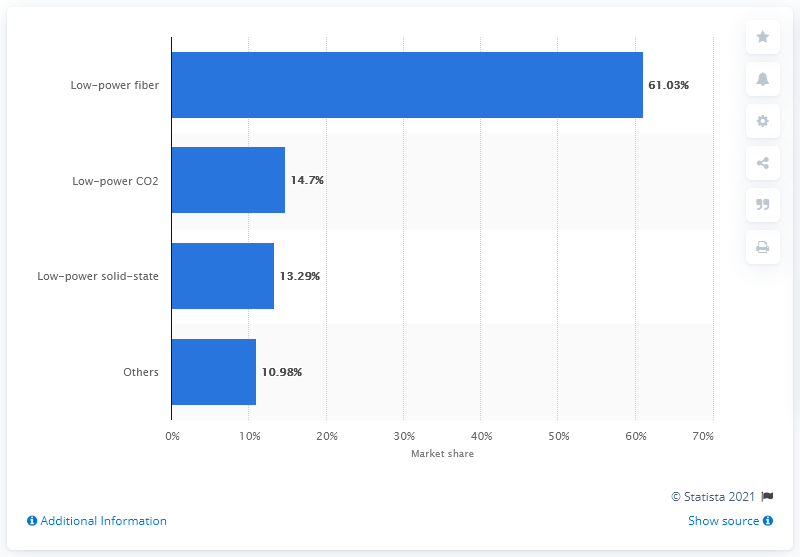 Low-power fiber
61.03%
Low-power CO2
14.7%
Low-power solid-state
13.29%
Others
10.98%
0% 10% 20% 30% 40% 50% 60% 70%
Market share
© Statista 2021
Additional Information
Show source